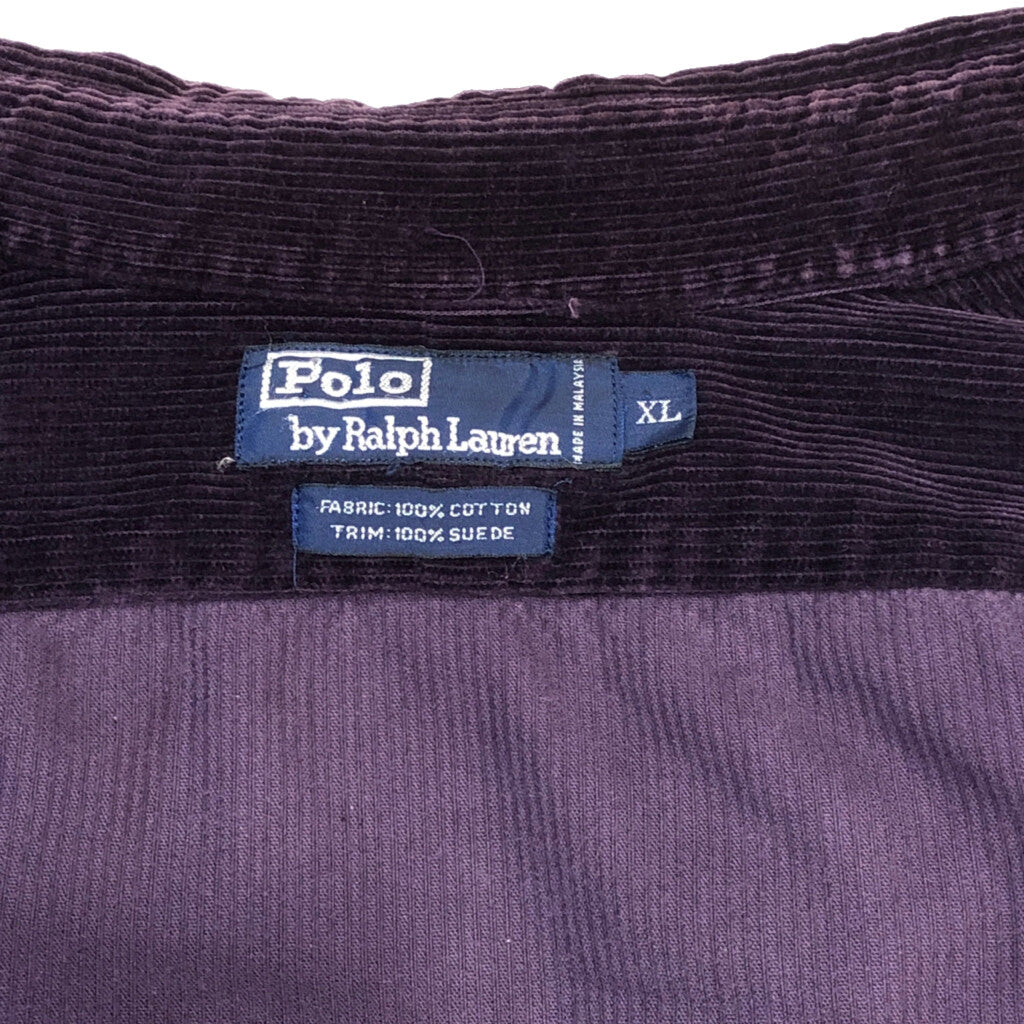 Polo
by Ralph Lauren
MADE IN MALAYSIA
XL
FABRIC: 100% COTTON
TRIM: 100% SUEDE